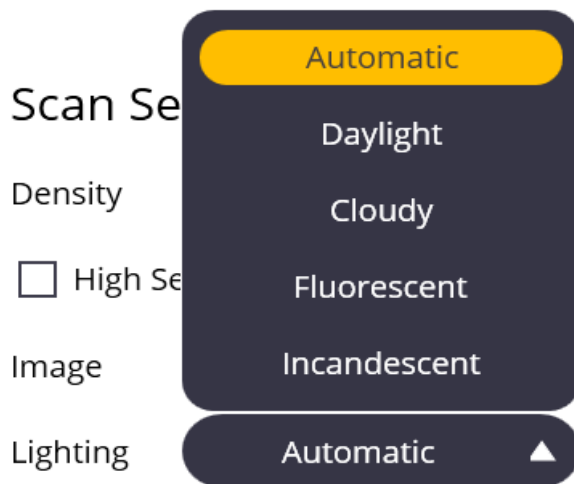 Automatic
Scan Se
Daylight
Density
Cloudy
High Se
Fluorescent
Image
Incandescent
Lighting
Automatic